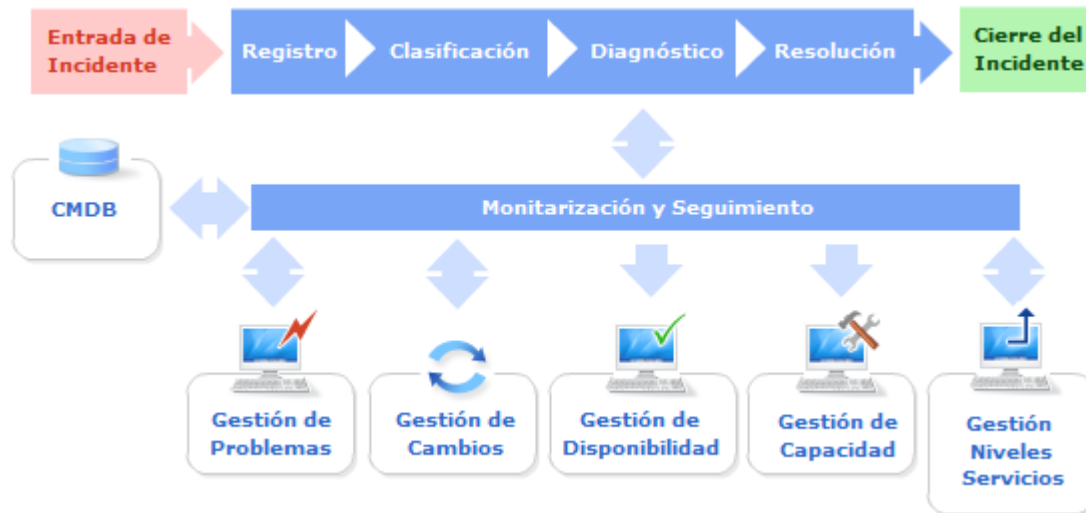 Entrada de
Incidente
Registro
Clasificación
Diagnóstico
Resolución
Cierre del
Incidente
CMDB
Monitarización y Seguimiento
Gestión de
Problemas
Gestión de
Cambios
Gestión de
Disponibilidad
Gestión de
Capacidad
Gestión
Niveles
Servicios